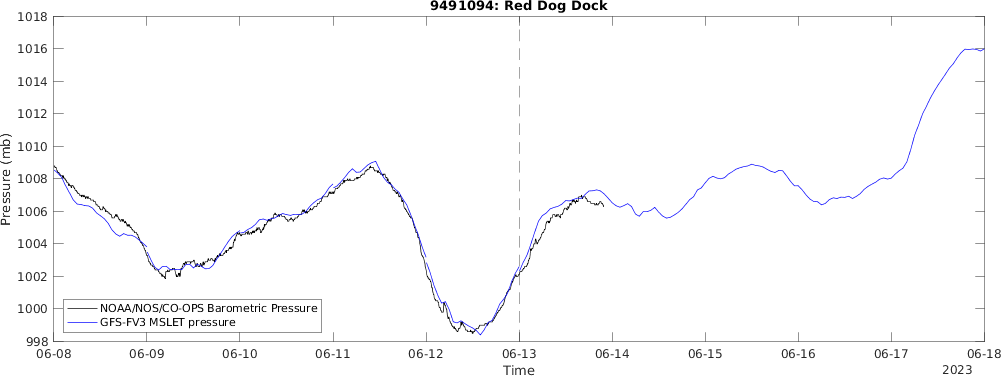 9491094: Red Dog Dock
1018
1016
1014
1012
1010
1008
1006
1004
1002
1000
998
Pressure (mb)
NOAA/NOS/CO-OPS Barometric Pressure
GFS-FV3 MSLET pressure
06-08 06-09 06-10 06-11 06-12 06-13 06-14 06-15 06-16 06-17 06-18
Time
2023